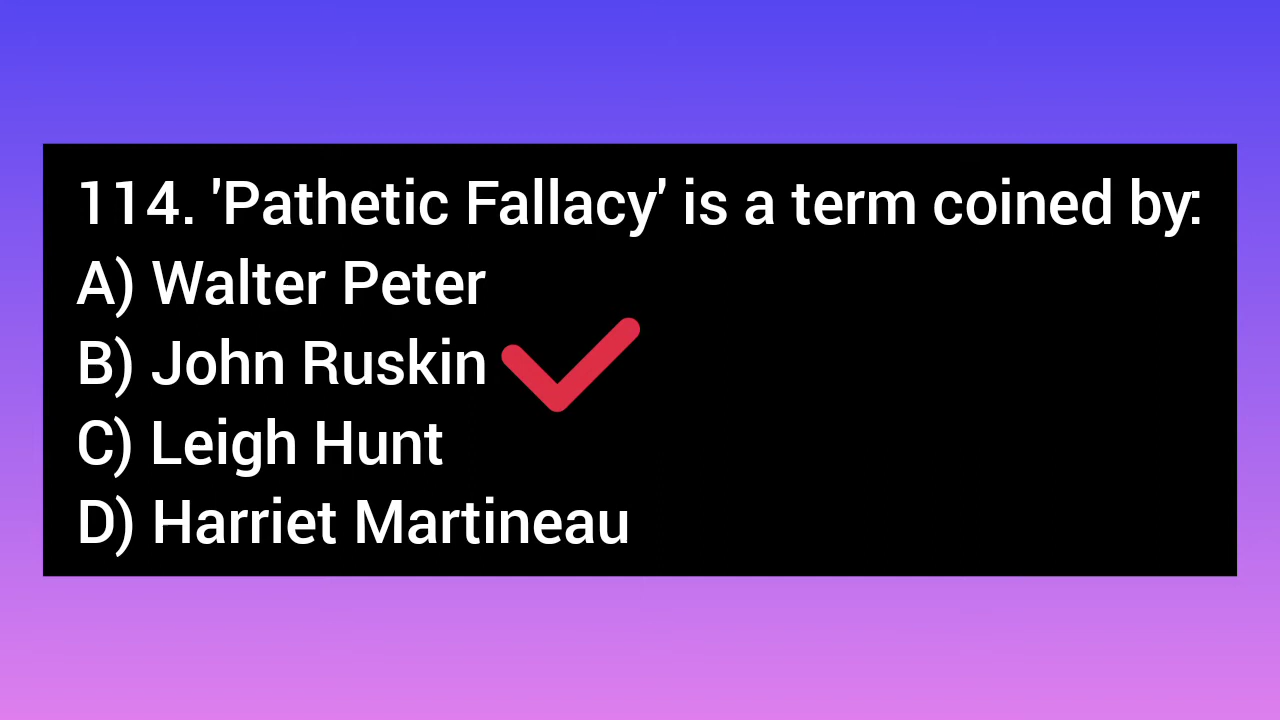 114. 'Pathetic Fallacy' is a term coined by:
A) Walter Peter
B) John Ruskin
C) Leigh Hunt
D) Harriet Martineau